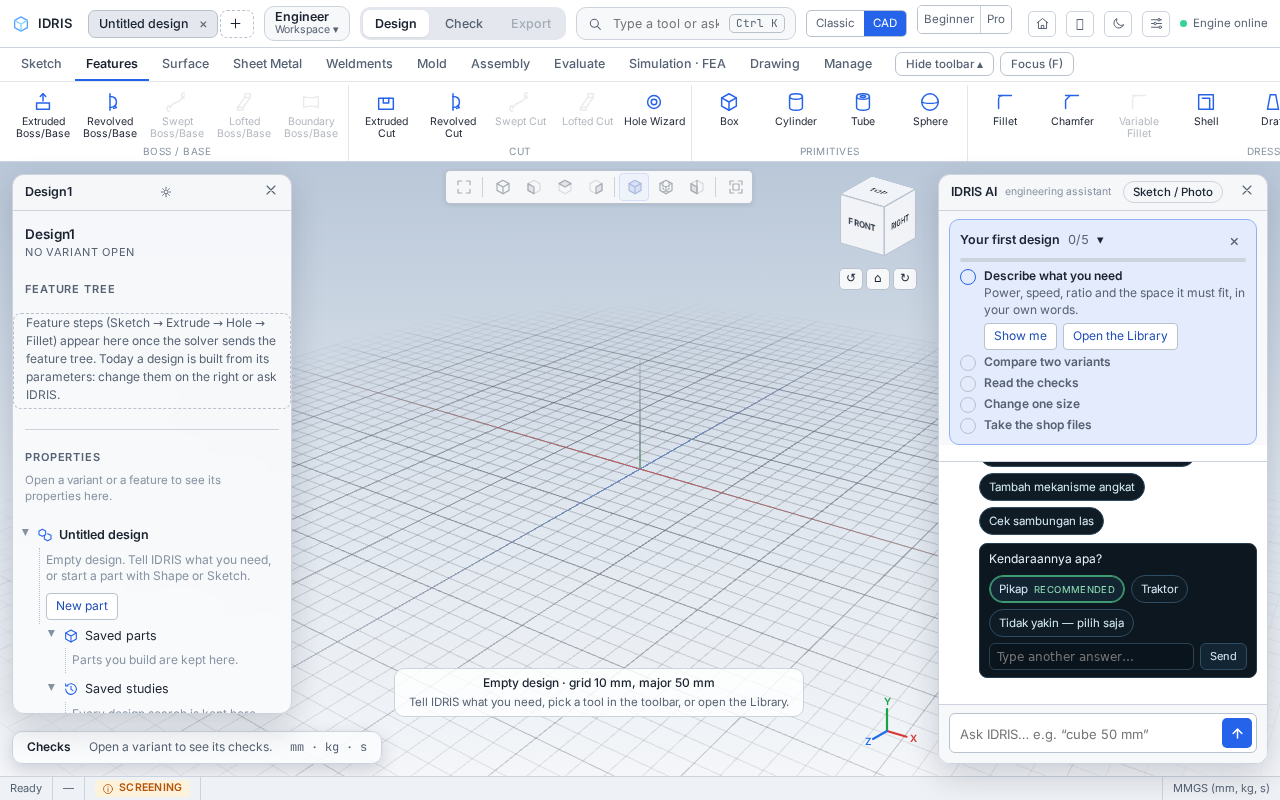 IDRIS
Untitled design ×
+
Engineer
Workspace ▾
Design Check Export
Type a tool or ask Ctrl K
Classic CAD
Beginner Pro
Engine online
Sketch Features Surface Sheet Metal Weldments Mold Assembly Evaluate Simulation · FEA Drawing Manage
Hide toolbar ▴ Focus (F)
Extruded Boss/Base
Revolved Boss/Base
Swept Boss/Base
Lofted Boss/Base
Boundary Boss/Base
BOSS / BASE
Extruded Cut
Revolved Cut
Swept Cut
Lofted Cut
Hole Wizard
CUT
Box
Cylinder
Tube
Sphere
PRIMITIVES
Fillet
Chamfer
Variable Fillet
Shell
Draf
DRESS
Design1
Design1
NO VARIANT OPEN
FEATURE TREE
Feature steps (Sketch → Extrude → Hole →
Fillet) appear here once the solver sends the
feature tree. Today a design is built from its
parameters: change them on the right or ask
IDRIS.
PROPERTIES
Open a variant or a feature to see its
properties here.
▼ Untitled design
Empty design. Tell IDRIS what you need,
or start a part with Shape or Sketch.
New part
▼ Saved parts
Parts you build are kept here.
▼ Saved studies
Every design search is kept here.
Checks Open a variant to see its checks. mm · kg · s
TOP
FRONT
RIGHT
↺ ⌂ ↻
Empty design · grid 10 mm, major 50 mm
Tell IDRIS what you need, pick a tool in the toolbar, or open the Library.
Y
X
Z
IDRIS AI engineering assistant Sketch / Photo
Your first design 0/5 ▾ ×
Describe what you need
Power, speed, ratio and the space it must fit, in
your own words.
Show me Open the Library
Compare two variants
Read the checks
Change one size
Take the shop files
Tambah mekanisme angkat
Cek sambungan las
Kendaraannya apa?
Pikap RECOMMENDED Traktor
Tidak yakin — pilih saja
Type another answer… Send
Ask IDRIS… e.g. “cube 50 mm”
Ready — SCREENING MMGS (mm, kg, s)